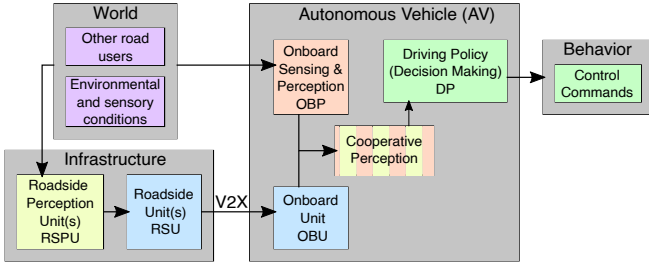 World
Other road
users
Environmental
and sensory
conditions
Infrastructure
Roadside
Perception
Unit(s)
RSPU
Roadside
Unit(s)
RSU
V2X
Autonomous Vehicle (AV)
Onboard
Sensing &
Perception
OBP
Driving Policy
(Decision Making)
DP
Cooperative
Perception
Onboard
Unit
OBU
Behavior
Control
Commands